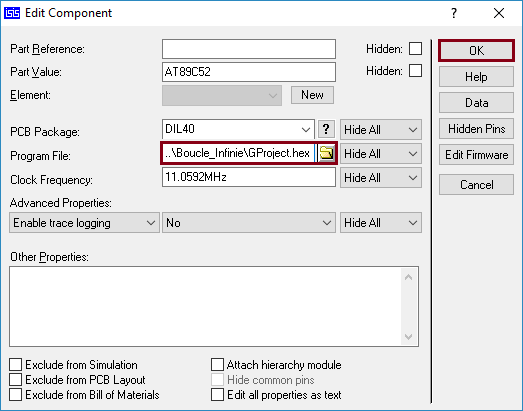 ISIS Edit Component ? ×
Part Reference: Hidden: OK
Part Value: AT89C52 Hidden: Help
Element: New Data
PCB Package: DIL40 ? Hide All Hidden Pins
Program File: ..\Boucle_Infinie\GProject.hex Hide All Edit Firmware
Clock Frequency: 11.0592MHz Hide All Cancel
Advanced Properties:
Enable trace logging No Hide All
Other Properties:
Exclude from Simulation Attach hierarchy module
Exclude from PCB Layout Hide common pins
Exclude from Bill of Materials Edit all properties as text